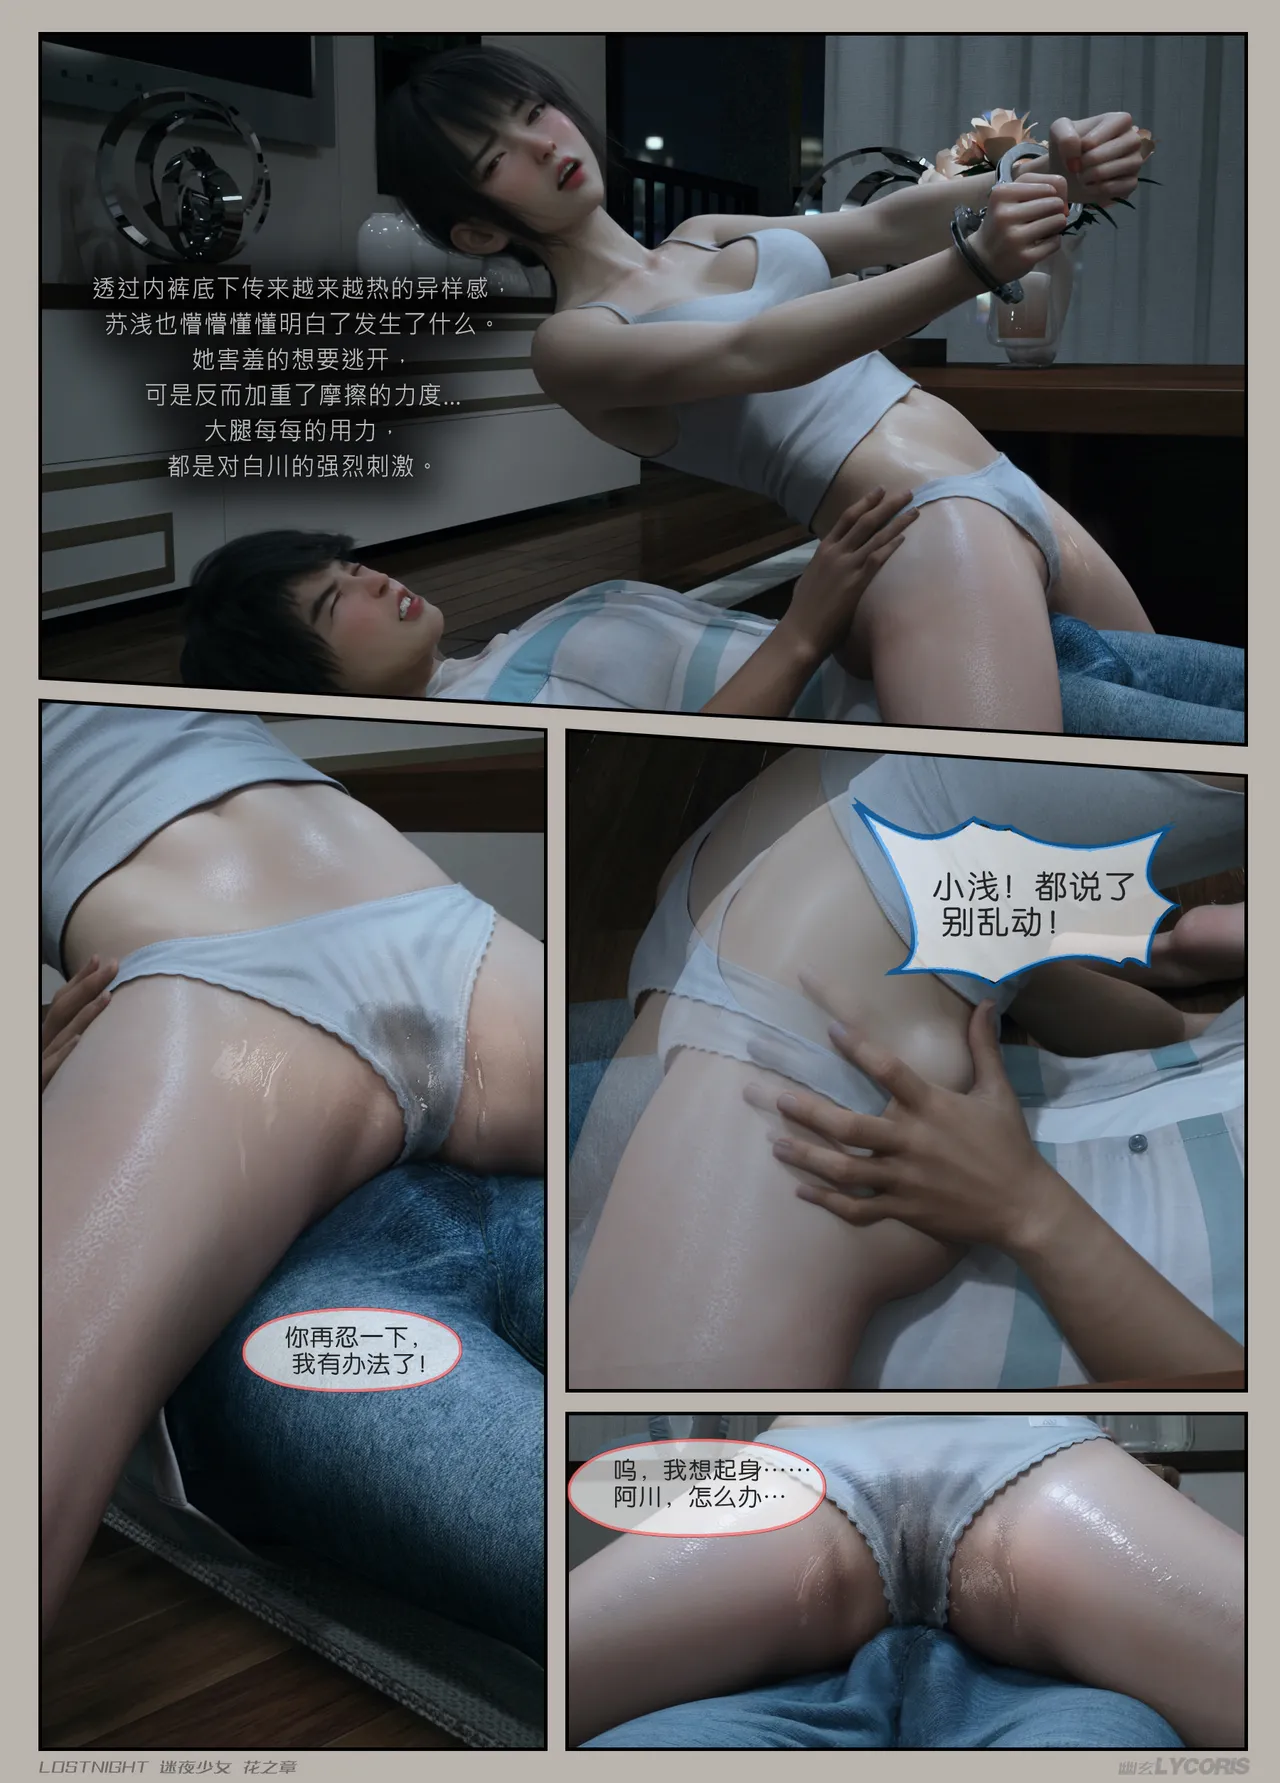 透过内裤底下传来越来越热的异样感，
苏浅也懵懵懂懂明白了发生了什么。
她害羞的想要逃开，
可是反而加重了摩擦的力度...
大腿每每的用力，
都是对白川的强烈刺激。
小浅！都说了
别乱动！
你再忍一下，
我有办法了！
呜，我想起身……
阿川，怎么办…
LOSTNIGHT 迷夜少女 花之章
幽玄LYCORIS